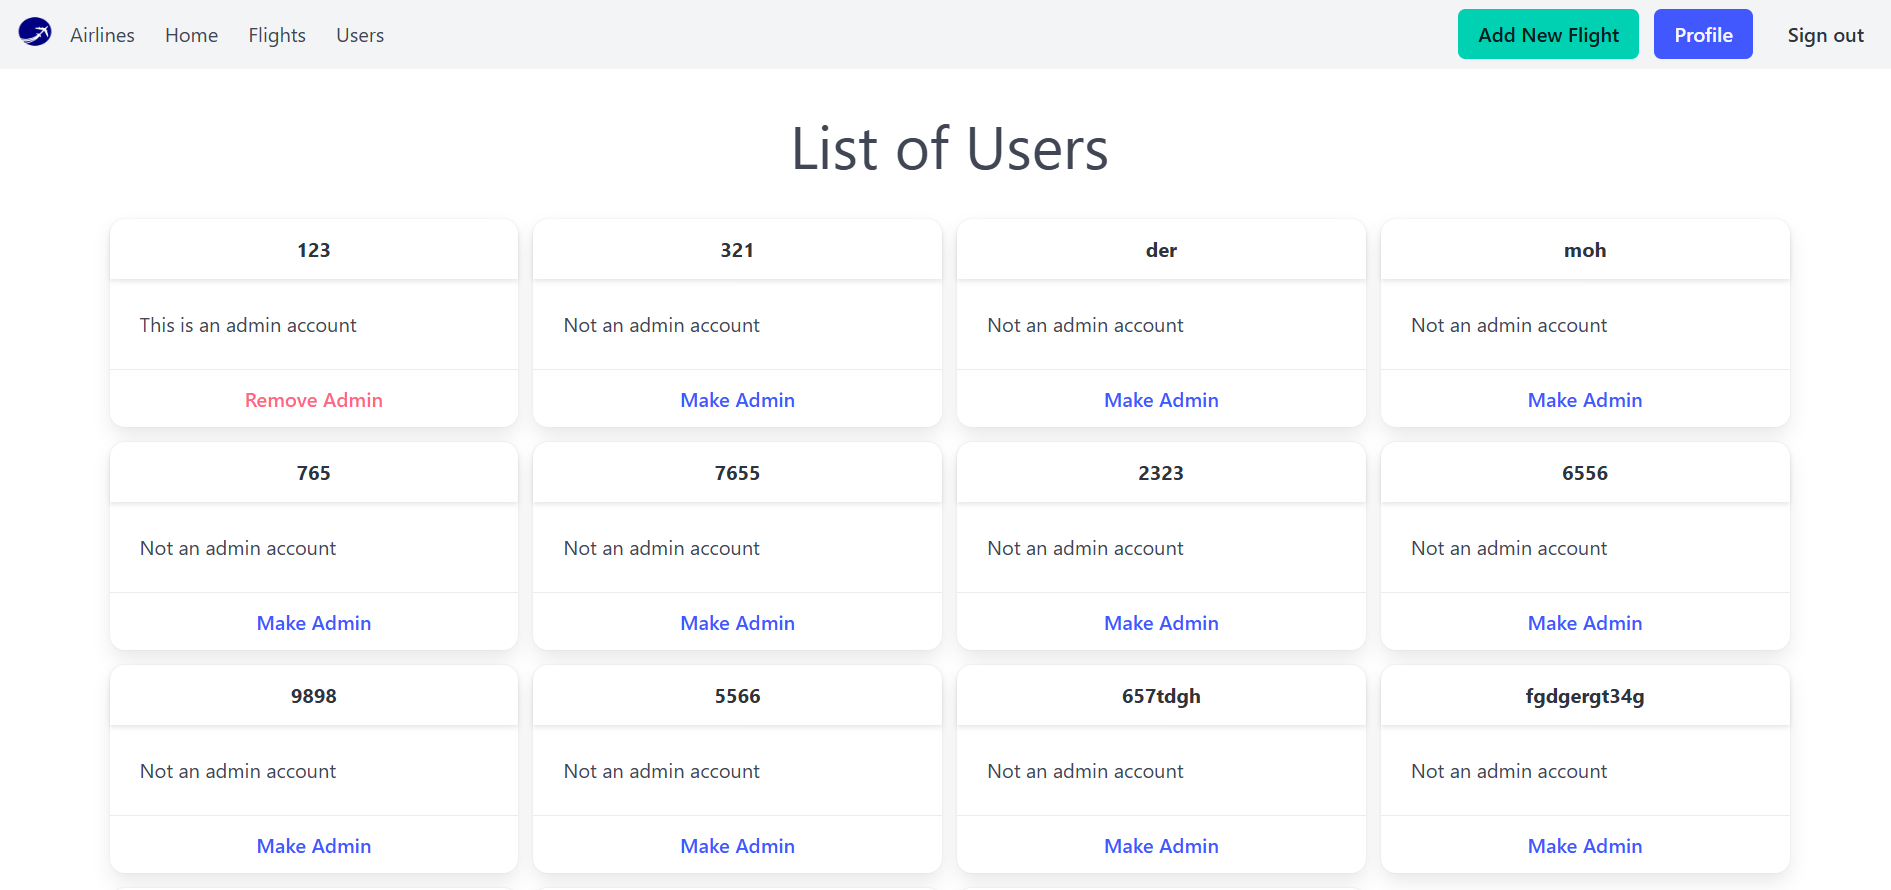 Airlines Home Flights Users Add New Flight Profile Sign out
List of Users
123 321 der moh
This is an admin account Not an admin account Not an admin account Not an admin account
Remove Admin Make Admin Make Admin Make Admin
765 7655 2323 6556
Not an admin account Not an admin account Not an admin account Not an admin account
Make Admin Make Admin Make Admin Make Admin
9898 5566 657tdgh fgdgergt34g
Not an admin account Not an admin account Not an admin account Not an admin account
Make Admin Make Admin Make Admin Make Admin